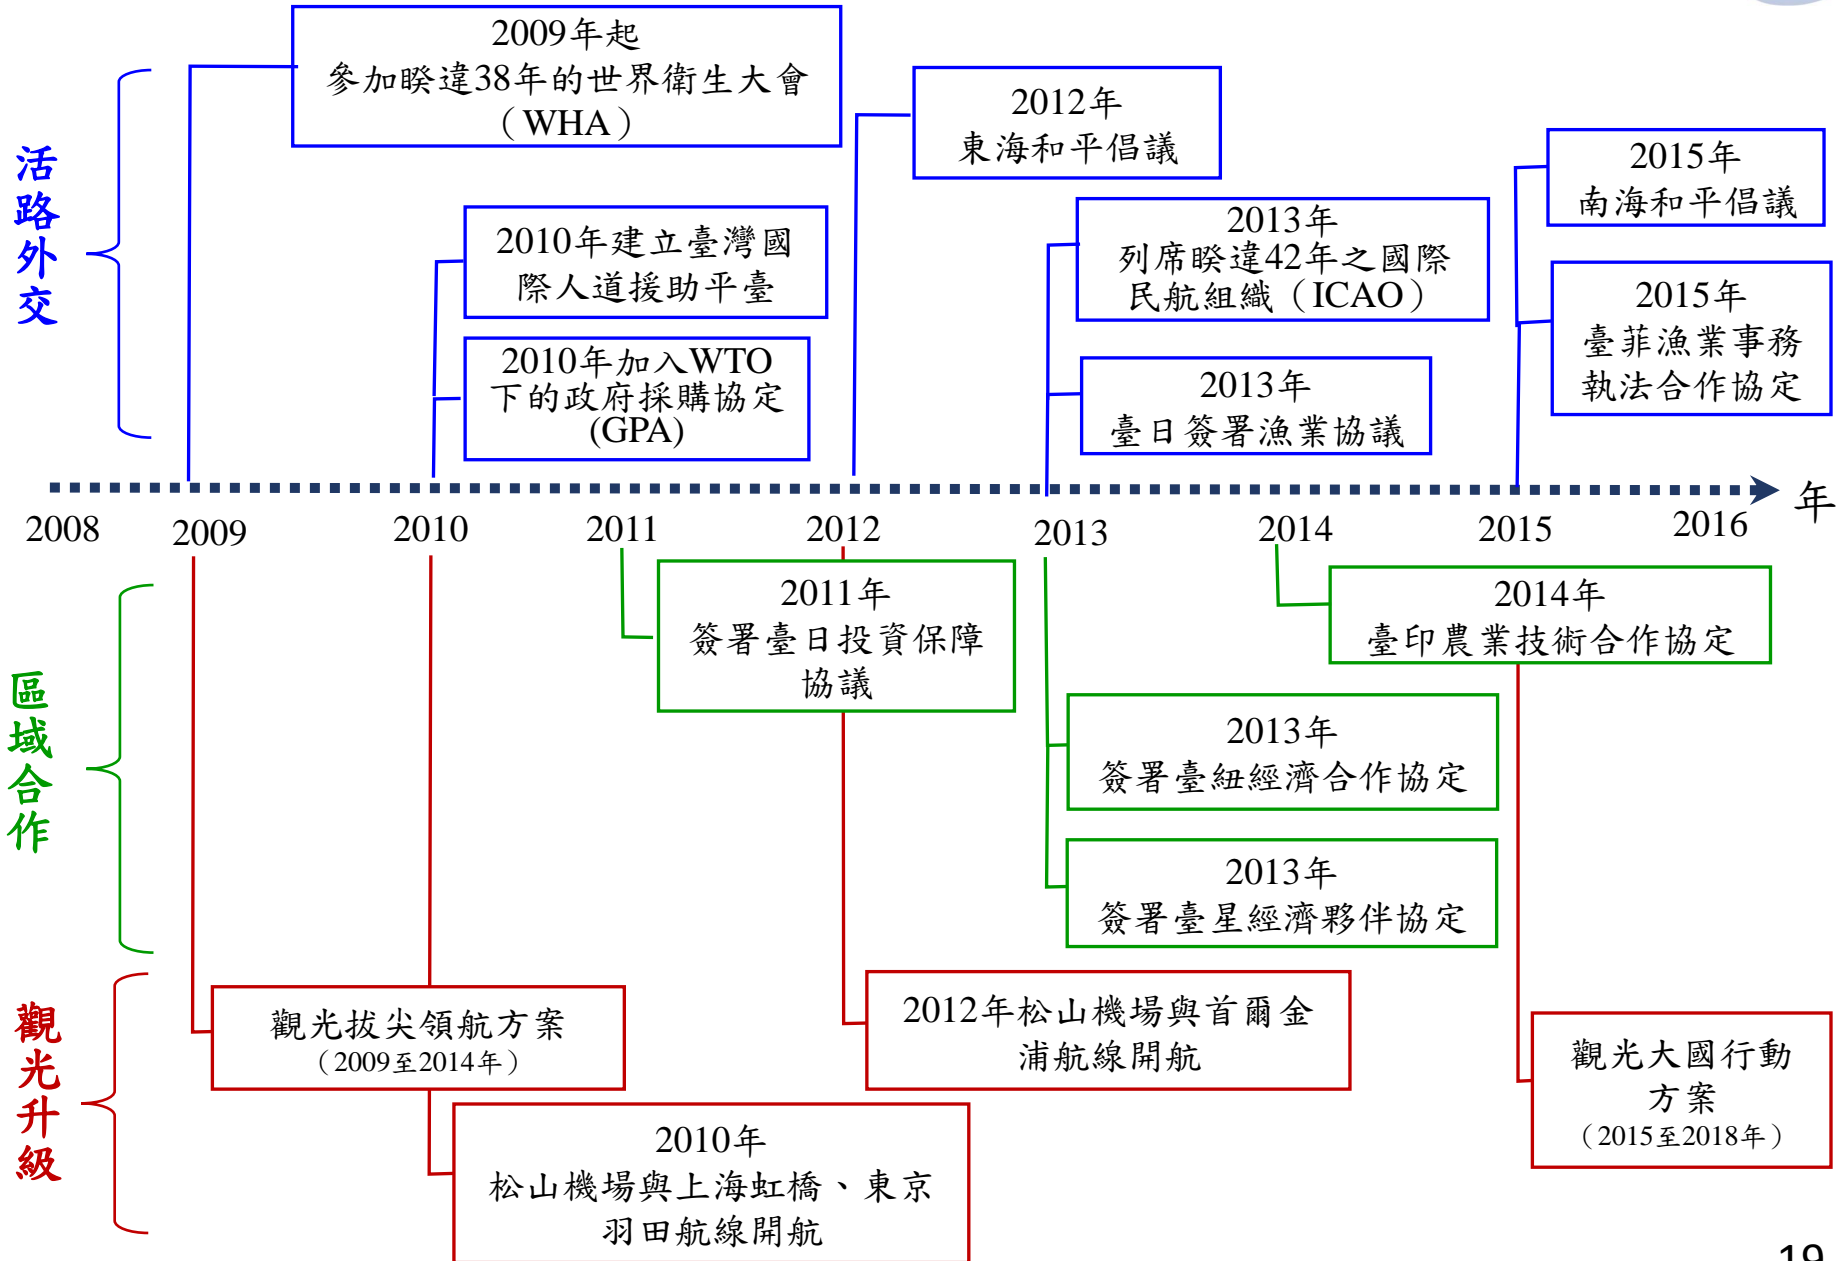 2009年起
參加睽違38年的世界衛生大會
（WHA）
2012年
東海和平倡議
2015年
南海和平倡議
活路外交
2010年建立臺灣國
際人道援助平臺
2013年
列席睽違42年之國際
民航組織（ICAO）
2015年
臺菲漁業事務
執法合作協定
2010年加入WTO
下的政府採購協定
(GPA)
2013年
臺日簽署漁業協議
年
2008 2009 2010 2011 2012 2013 2014 2015 2016
區域合作
2011年
簽署臺日投資保障
協議
2014年
臺印農業技術合作協定
2013年
簽署臺紐經濟合作協定
2013年
簽署臺星經濟夥伴協定
觀光升級
觀光拔尖領航方案
（2009至2014年）
2012年松山機場與首爾金
浦航線開航
觀光大國行動
方案
（2015至2018年）
2010年
松山機場與上海虹橋、東京
羽田航線開航
19